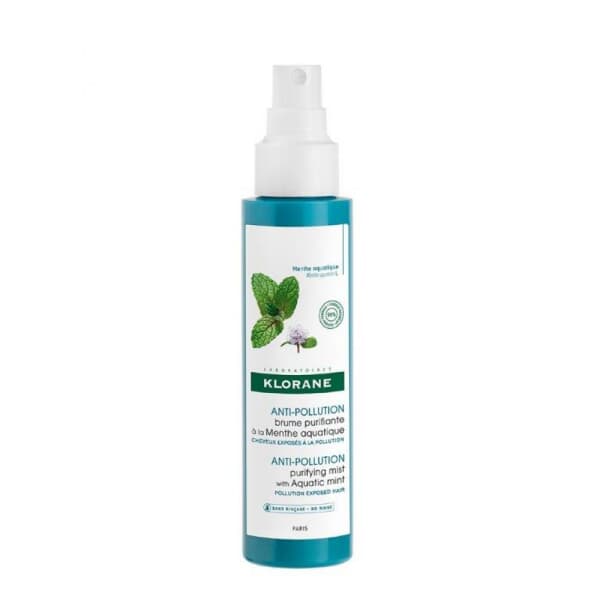 Menthe aquatique
LABORATOIRES
KLORANE
ANTI-POLLUTION
brume purifiante
à la Menthe aquatique
CHEVEUX EXPOSÉS À LA POLLUTION
ANTI-POLLUTION
purifying mist
with Aquatic mint
POLLUTION EXPOSED HAIR
SANS RINÇAGE - NO RINSE
PARIS